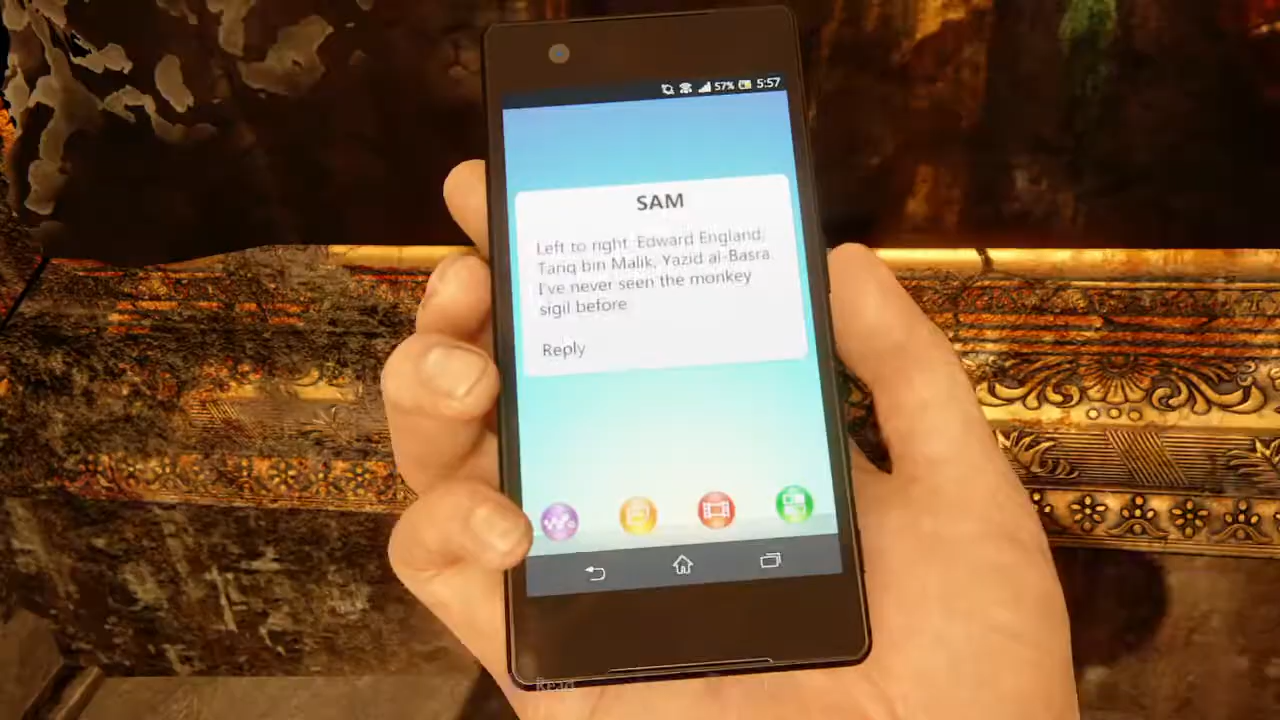 57% 5:57
SAM
Left to right: Edward England,
Tariq bin Malik, Yazid al-Basra.
I've never seen the monkey
sigil before
Reply
Read